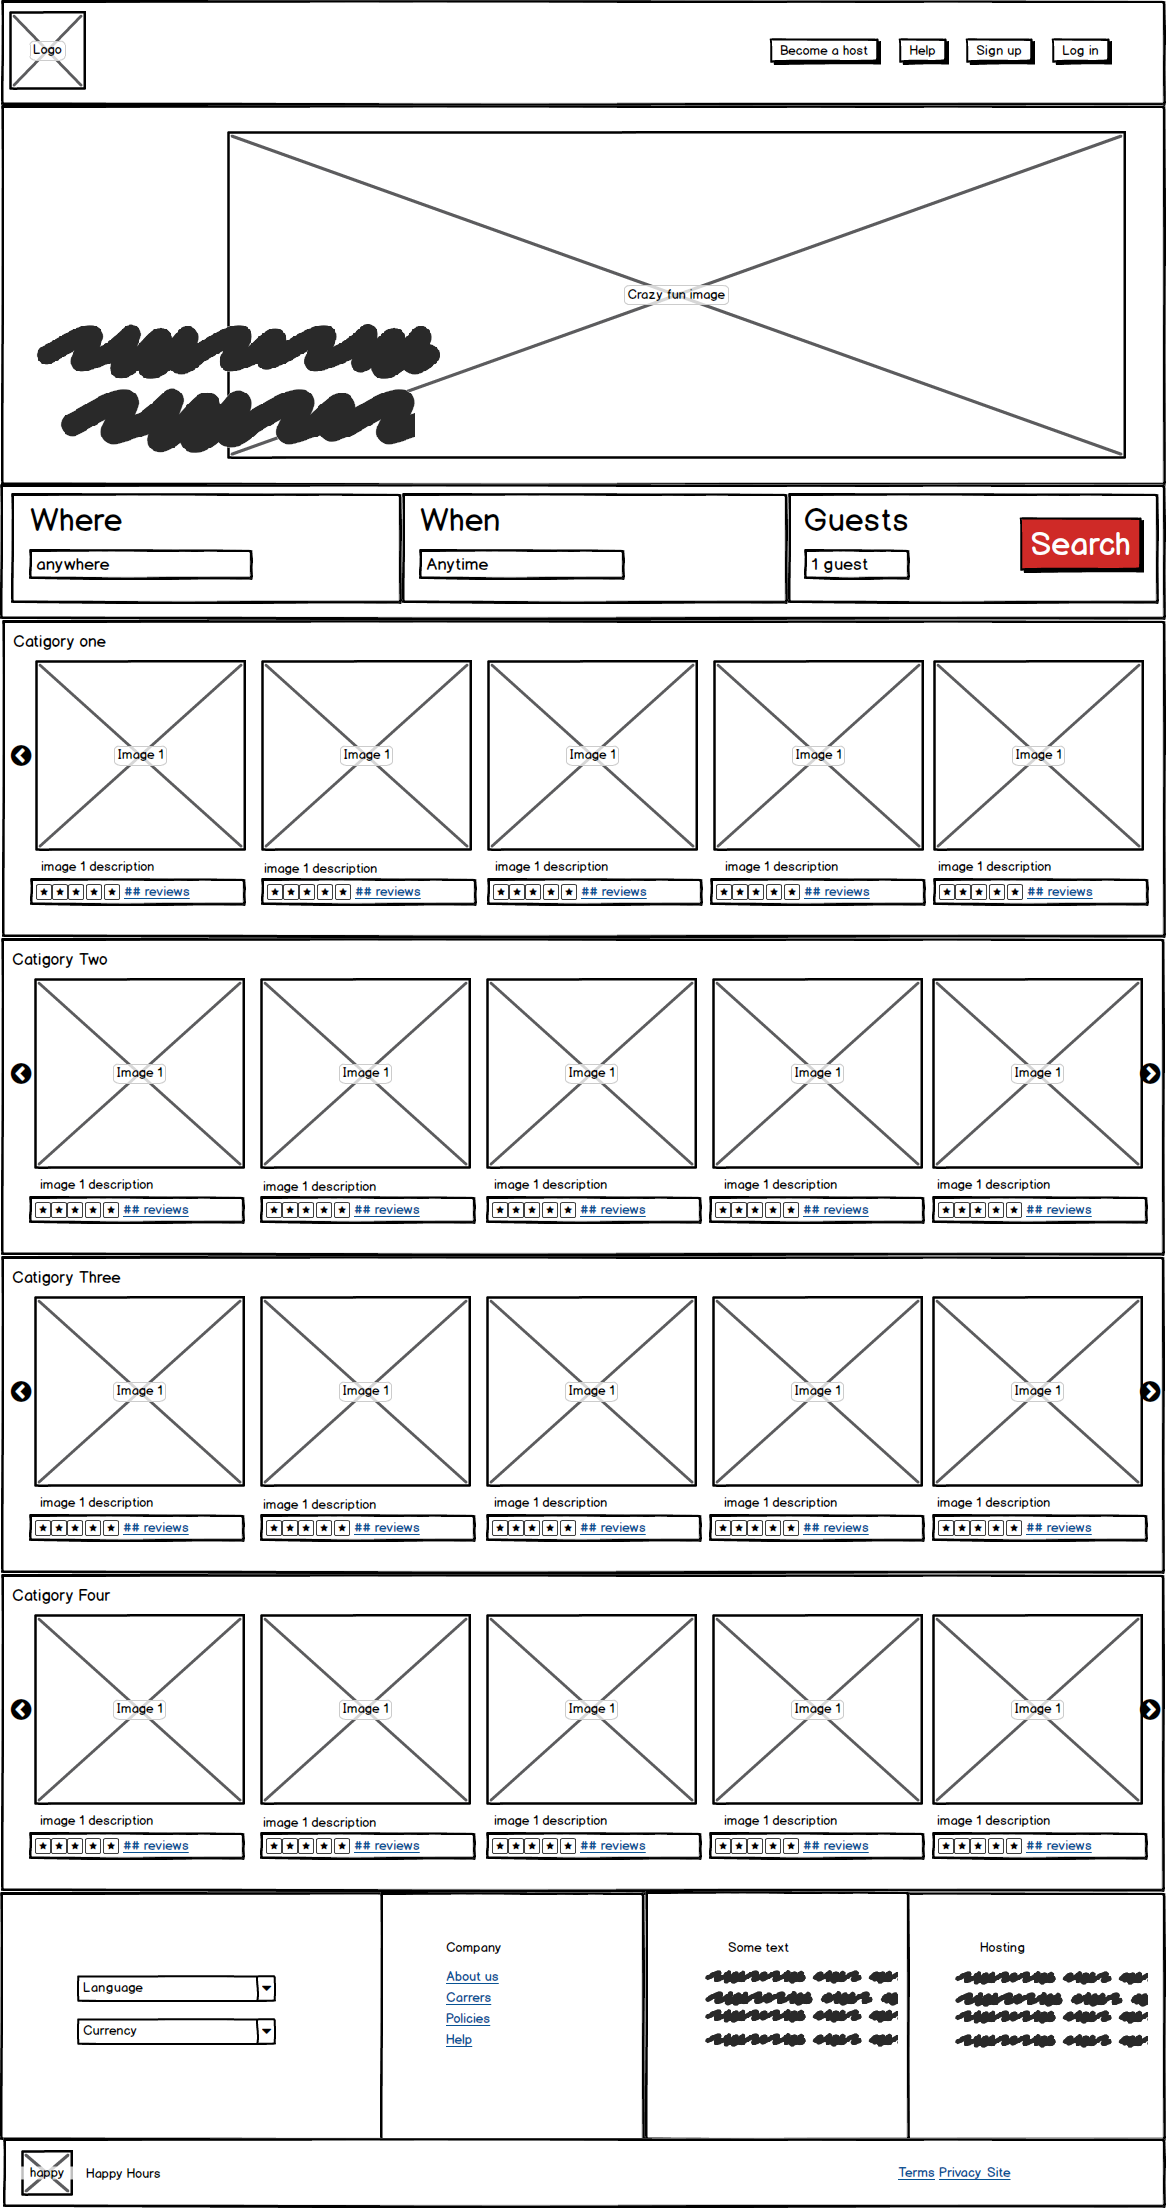 Logo
Become a host Help Sign up Log in
Crazy fun image
Where When Guests
anywhere Anytime 1 guest Search
Catigory one
Image 1 Image 1 Image 1 Image 1 Image 1
image 1 description image 1 description image 1 description image 1 description image 1 description
## reviews ## reviews ## reviews ## reviews ## reviews
Catigory Two
Image 1 Image 1 Image 1 Image 1 Image 1
image 1 description image 1 description image 1 description image 1 description image 1 description
## reviews ## reviews ## reviews ## reviews ## reviews
Catigory Three
Image 1 Image 1 Image 1 Image 1 Image 1
image 1 description image 1 description image 1 description image 1 description image 1 description
## reviews ## reviews ## reviews ## reviews ## reviews
Catigory Four
Image 1 Image 1 Image 1 Image 1 Image 1
image 1 description image 1 description image 1 description image 1 description image 1 description
## reviews ## reviews ## reviews ## reviews ## reviews
Language
Currency
Company
About us
Carrers
Policies
Help
Some text
Hosting
happy Happy Hours
Terms Privacy Site